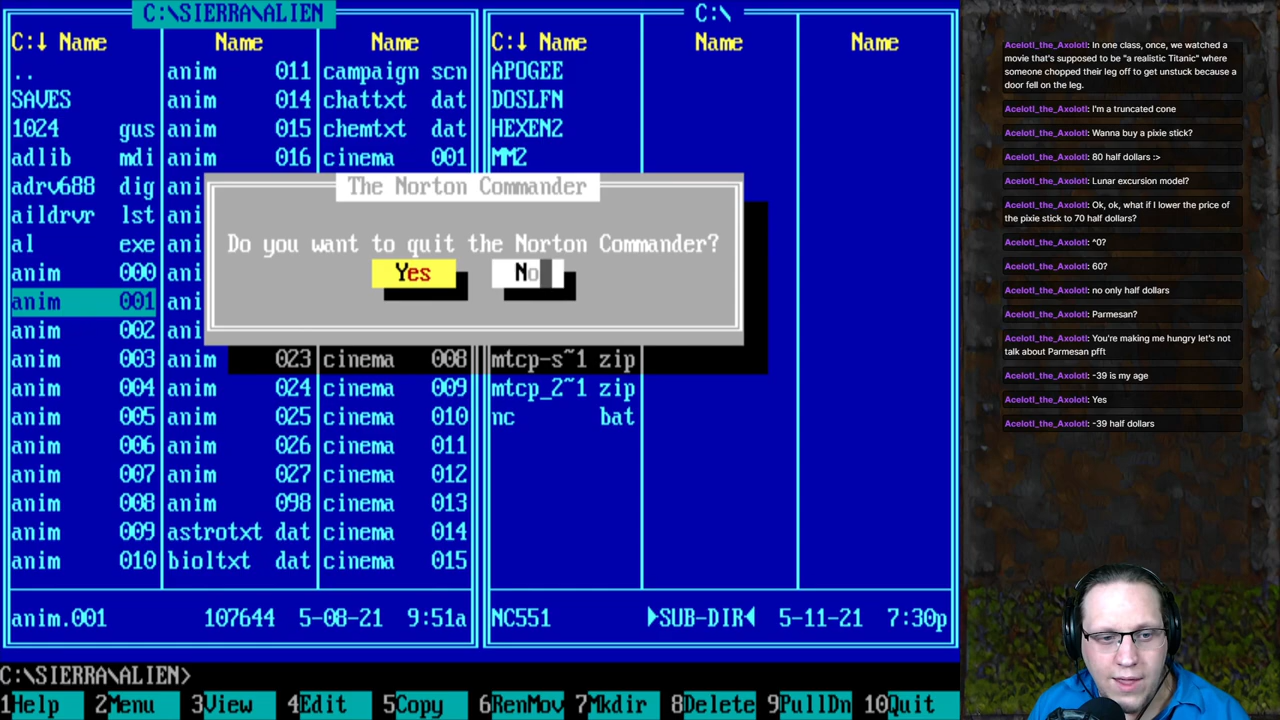 C:\SIERRA\ALIEN
C:↓ Name Name Name
.. anim 011 campaign scn
SAVES anim 014 chattxt dat
1024 gus anim 015 chemtxt dat
adlib mdi anim 016 cinema 001
adrv688 dig ani
aildrvr lst ani
al exe ani
anim 000 ani
anim 001 ani
anim 002 ani
anim 003 anim 023 cinema 008
anim 004 anim 024 cinema 009
anim 005 anim 025 cinema 010
anim 006 anim 026 cinema 011
anim 007 anim 027 cinema 012
anim 008 anim 098 cinema 013
anim 009 astrotxt dat cinema 014
anim 010 bioltxt dat cinema 015
anim.001 107644 5-08-21 9:51a
C:\
C:↓ Name Name Name
APOGEE
DOSLFN
HEXEN2
MM2
mtcp-s~1 zip
mtcp_2~1 zip
nc bat
NC551 ►SUB-DIR◄ 5-11-21 7:30p
The Norton Commander
Do you want to quit the Norton Commander?
Yes No
C:\SIERRA\ALIEN>
1Help 2Menu 3View 4Edit 5Copy 6RenMov 7Mkdir 8Delete 9PullDn 10Quit
Acelotl_the_Axolotl: In one class, once, we watched a
movie that's supposed to be "a realistic Titanic" where
someone chopped their leg off to get unstuck because a
door fell on the leg.
Acelotl_the_Axolotl: I'm a truncated cone
Acelotl_the_Axolotl: Wanna buy a pixie stick?
Acelotl_the_Axolotl: 80 half dollars :>
Acelotl_the_Axolotl: Lunar excursion model?
Acelotl_the_Axolotl: Ok, ok, what if I lower the price of
the pixie stick to 70 half dollars?
Acelotl_the_Axolotl: ^0?
Acelotl_the_Axolotl: 60?
Acelotl_the_Axolotl: no only half dollars
Acelotl_the_Axolotl: Parmesan?
Acelotl_the_Axolotl: You're making me hungry let's not
talk about Parmesan pfft
Acelotl_the_Axolotl: -39 is my age
Acelotl_the_Axolotl: Yes
Acelotl_the_Axolotl: -39 half dollars